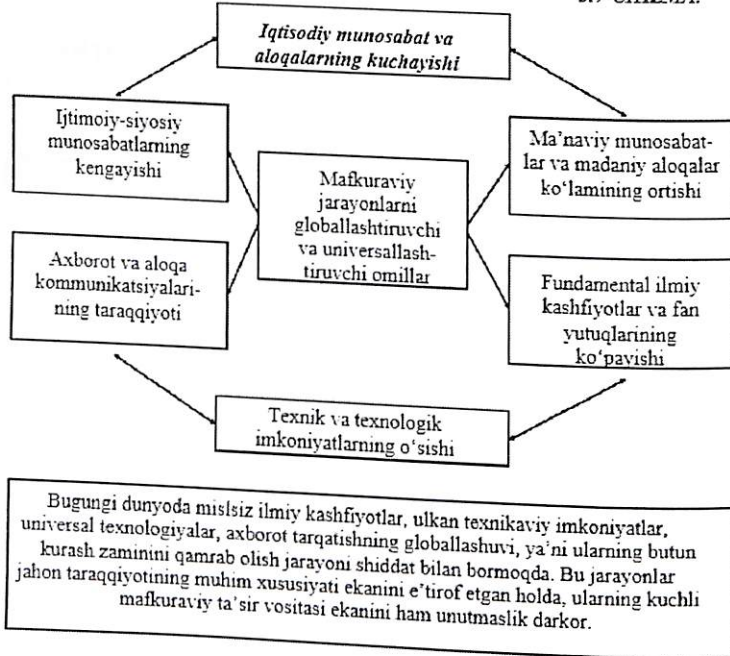 Iqtisodiy munosabat va
aloqalarning kuchayishi
Ijtimoiy-siyosiy
munosabatlarning
kengayishi
Mafkuraviy
jarayonlarni
globallashtiruvchi
va universallash-
tiruvchi omillar
Ma'naviy munosabat-
lar va madaniy aloqalar
ko'lamining ortishi
Axborot va aloqa
kommunikatsiyalari-
ning taraqqiyoti
Fundamental ilmiy
kashfiyotlar va fan
yutuqlarining
ko'payishi
Texnik va texnologik
imkoniyatlarning o'sishi
Bugungi dunyoda mislsiz ilmiy kashfiyotlar, ulkan texnikaviy imkoniyatlar,
universal texnologiyalar, axborot tarqatishning globallashuvi, ya'ni ularning butun
kurash zaminini qamrab olish jarayoni shiddat bilan bormoqda. Bu jarayonlar
jahon taraqqiyotining muhim xususiyati ekanini e'tirof etgan holda, ularning kuchli
mafkuraviy ta'sir vositasi ekanini ham unutmaslik darkor.